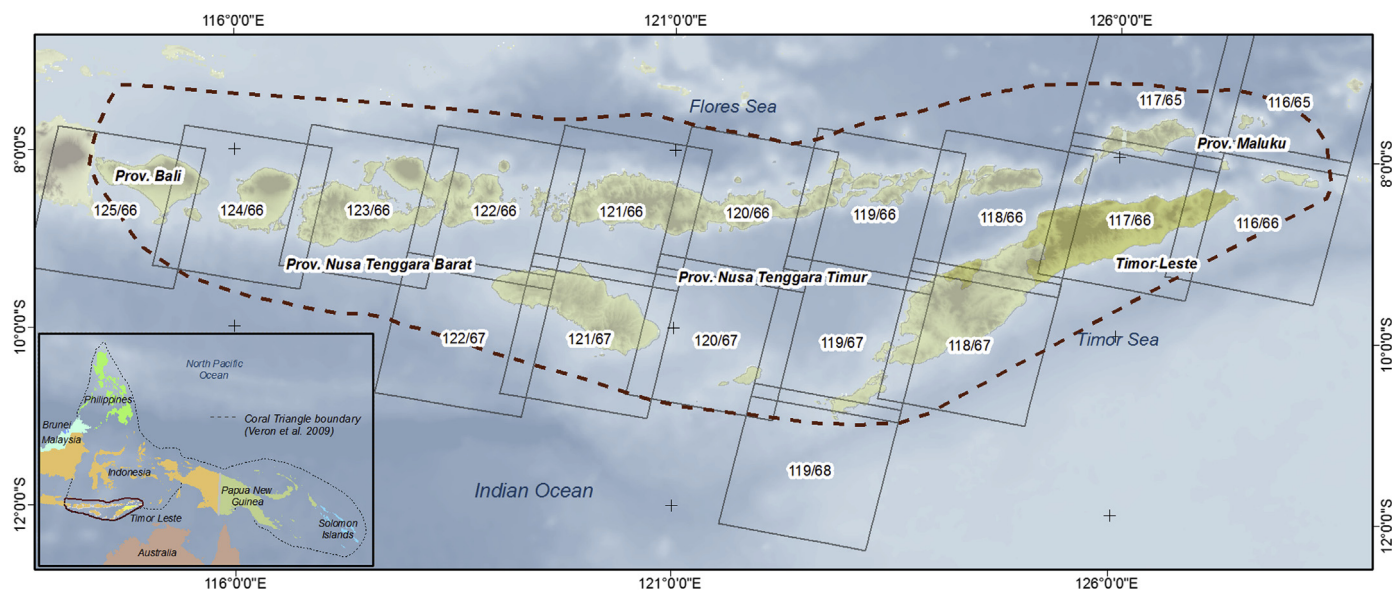 116°0'0"E
121°0'0"E
126°0'0"E
Flores Sea
117/65
116/65
Prov. Maluku
8°0'0"S
8°0'0"S
Prov. Bali
125/66
124/66
123/66
122/66
121/66
120/66
119/66
118/66
117/66
116/66
Prov. Nusa Tenggara Barat
Prov. Nusa Tenggara Timur
Timor Leste
10°0'0"S
10°0'0"S
122/67
121/67
120/67
119/67
118/67
Timor Sea
North Pacific
Ocean
Philippines
Coral Triangle boundary
(Veron et al. 2009)
Brunei
Malaysia
Indonesia
Papua New
Guinea
Timor Leste
Solomon
Islands
Australia
119/68
Indian Ocean
12°0'0"S
12°0'0"S
116°0'0"E
121°0'0"E
126°0'0"E